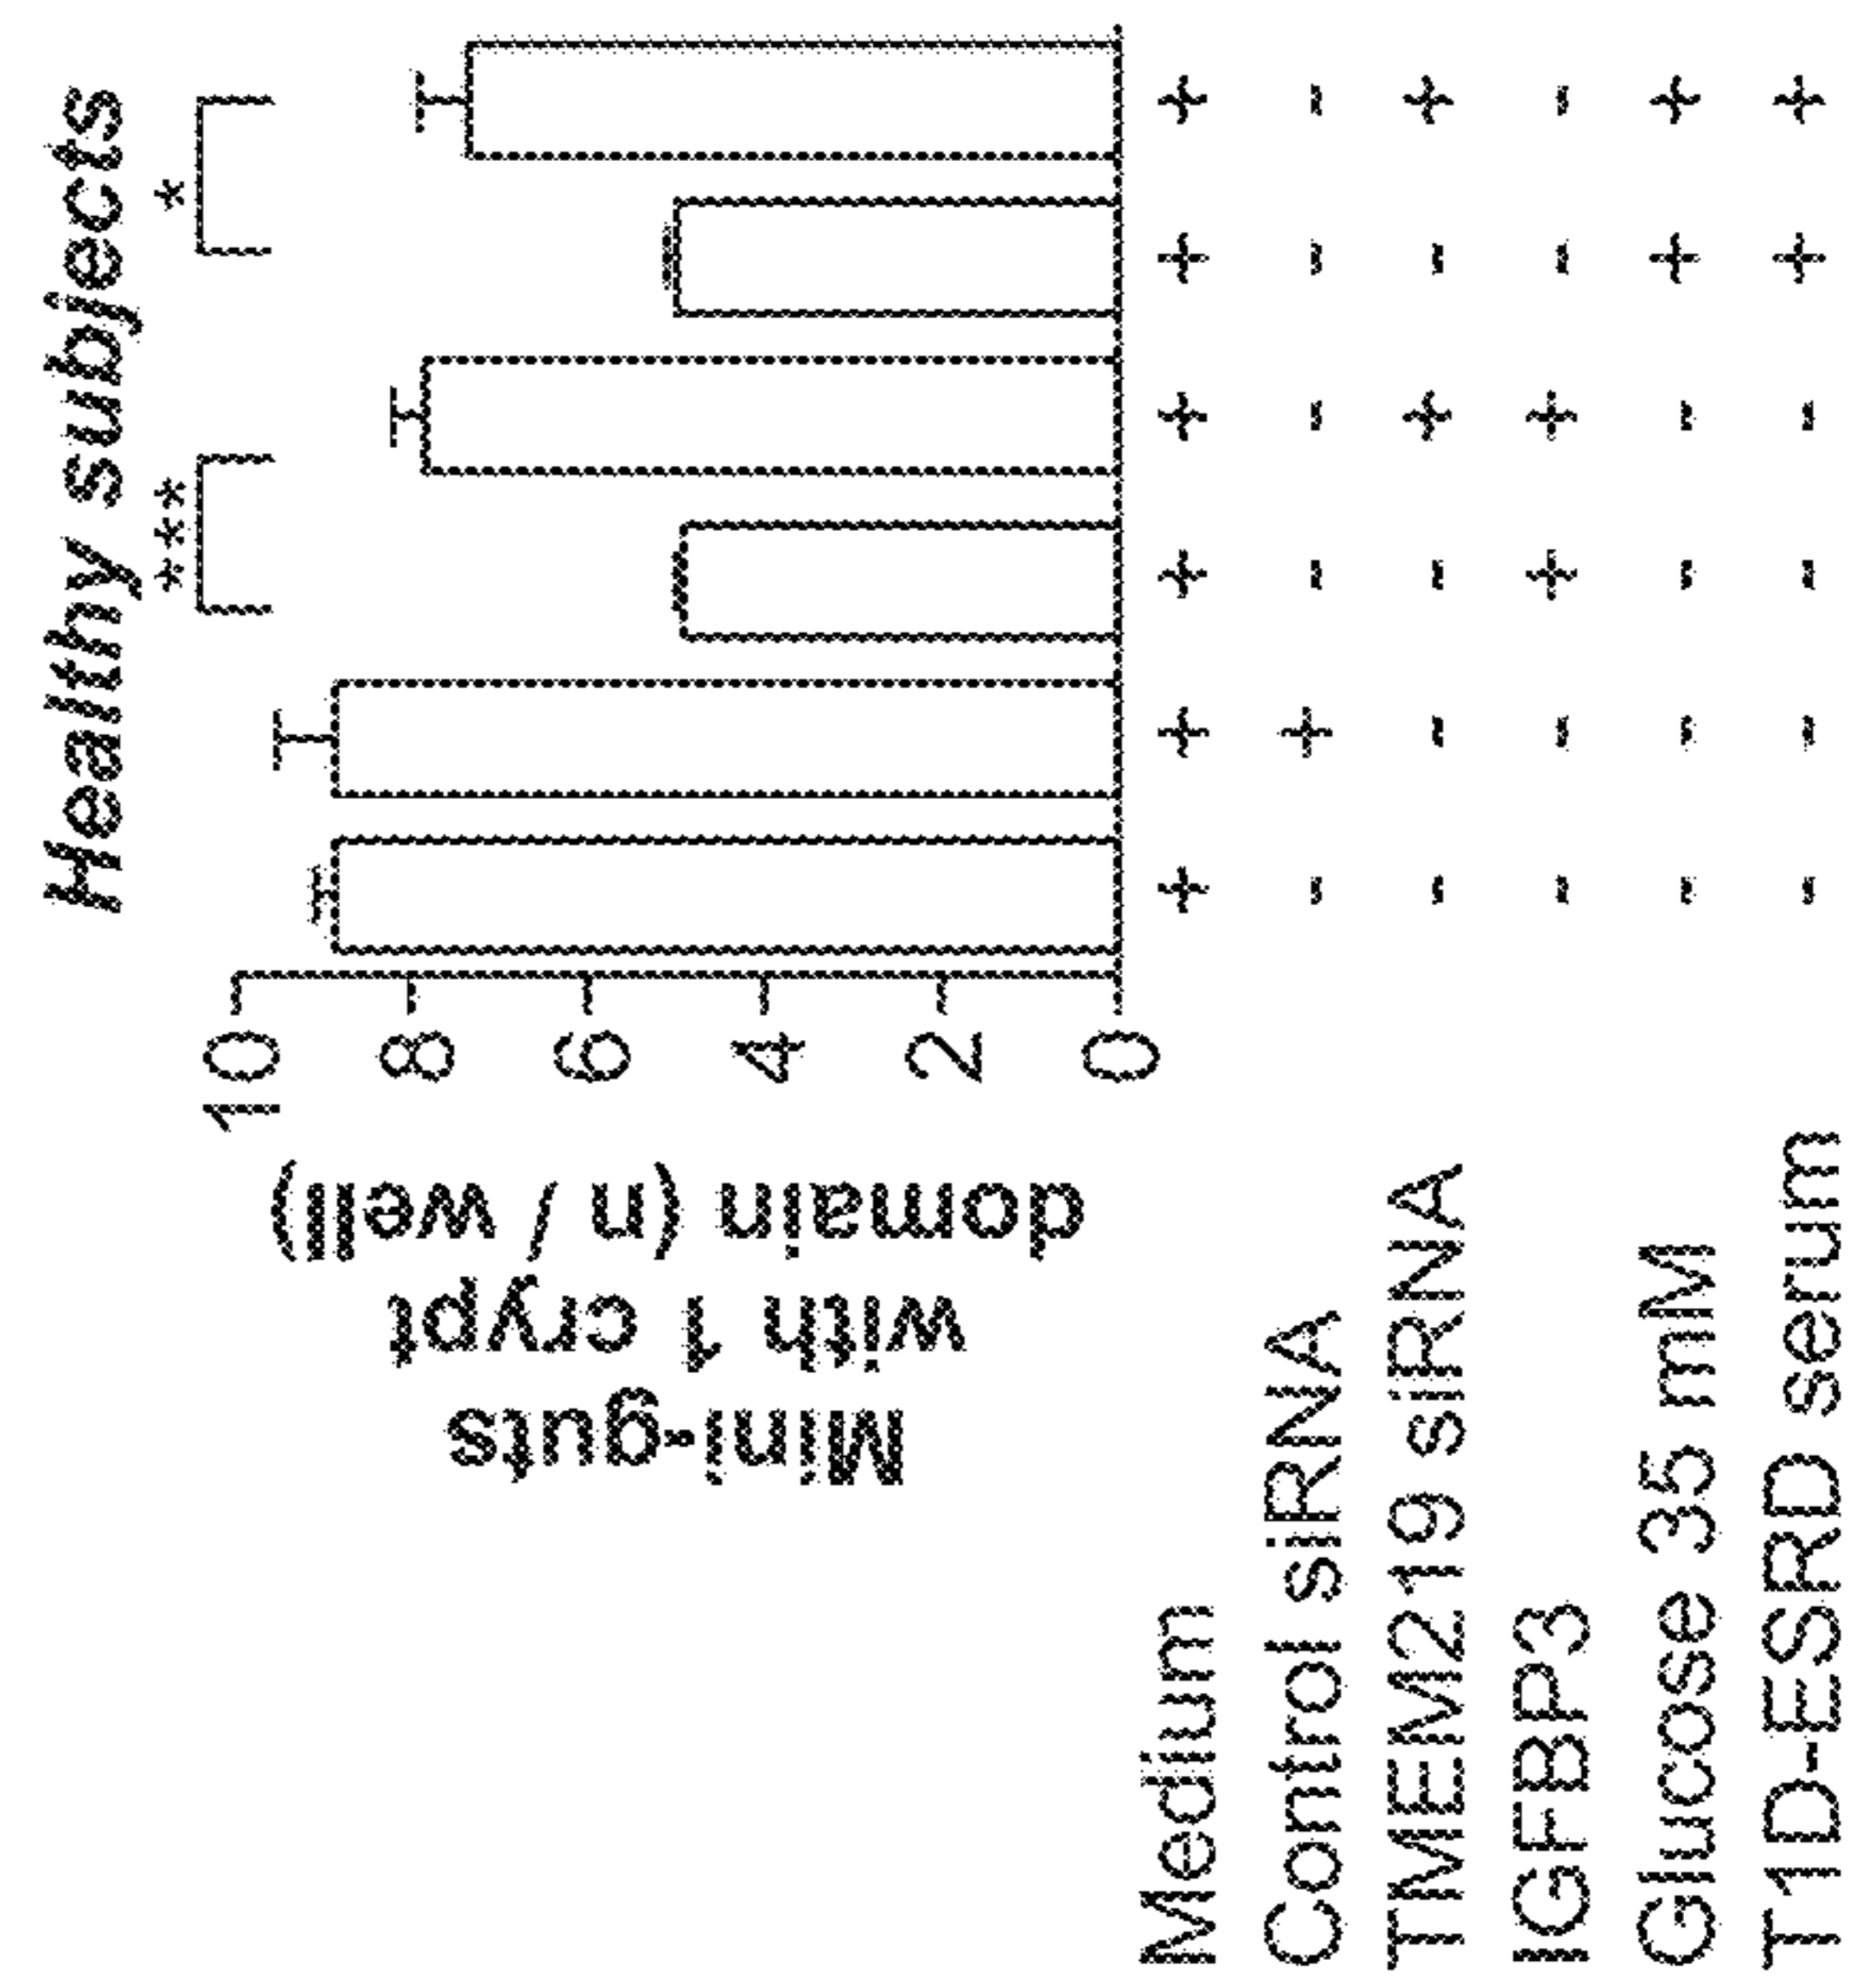 Healthy subjects
*** *
Mini-guts
with 1 crypt
domain (n / well)
10
8
6
4
2
0
Medium + + + + + +
Control siRNA - + - - - -
TMEM219 siRNA - - - + - +
IGFBP3 - - + + - -
Glucose 35 mM - - - - + +
T1D-ESRD serum - - - - + +